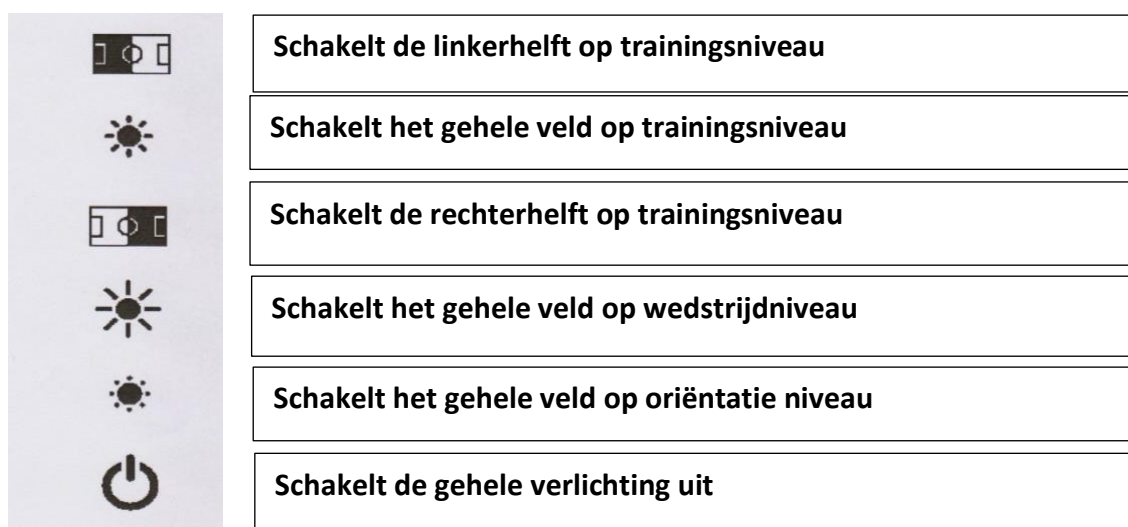 Schakelt de linkerhelft op trainingsniveau
Schakelt het gehele veld op trainingsniveau
Schakelt de rechterhelft op trainingsniveau
Schakelt het gehele veld op wedstrijdniveau
Schakelt het gehele veld op oriëntatie niveau
Schakelt de gehele verlichting uit